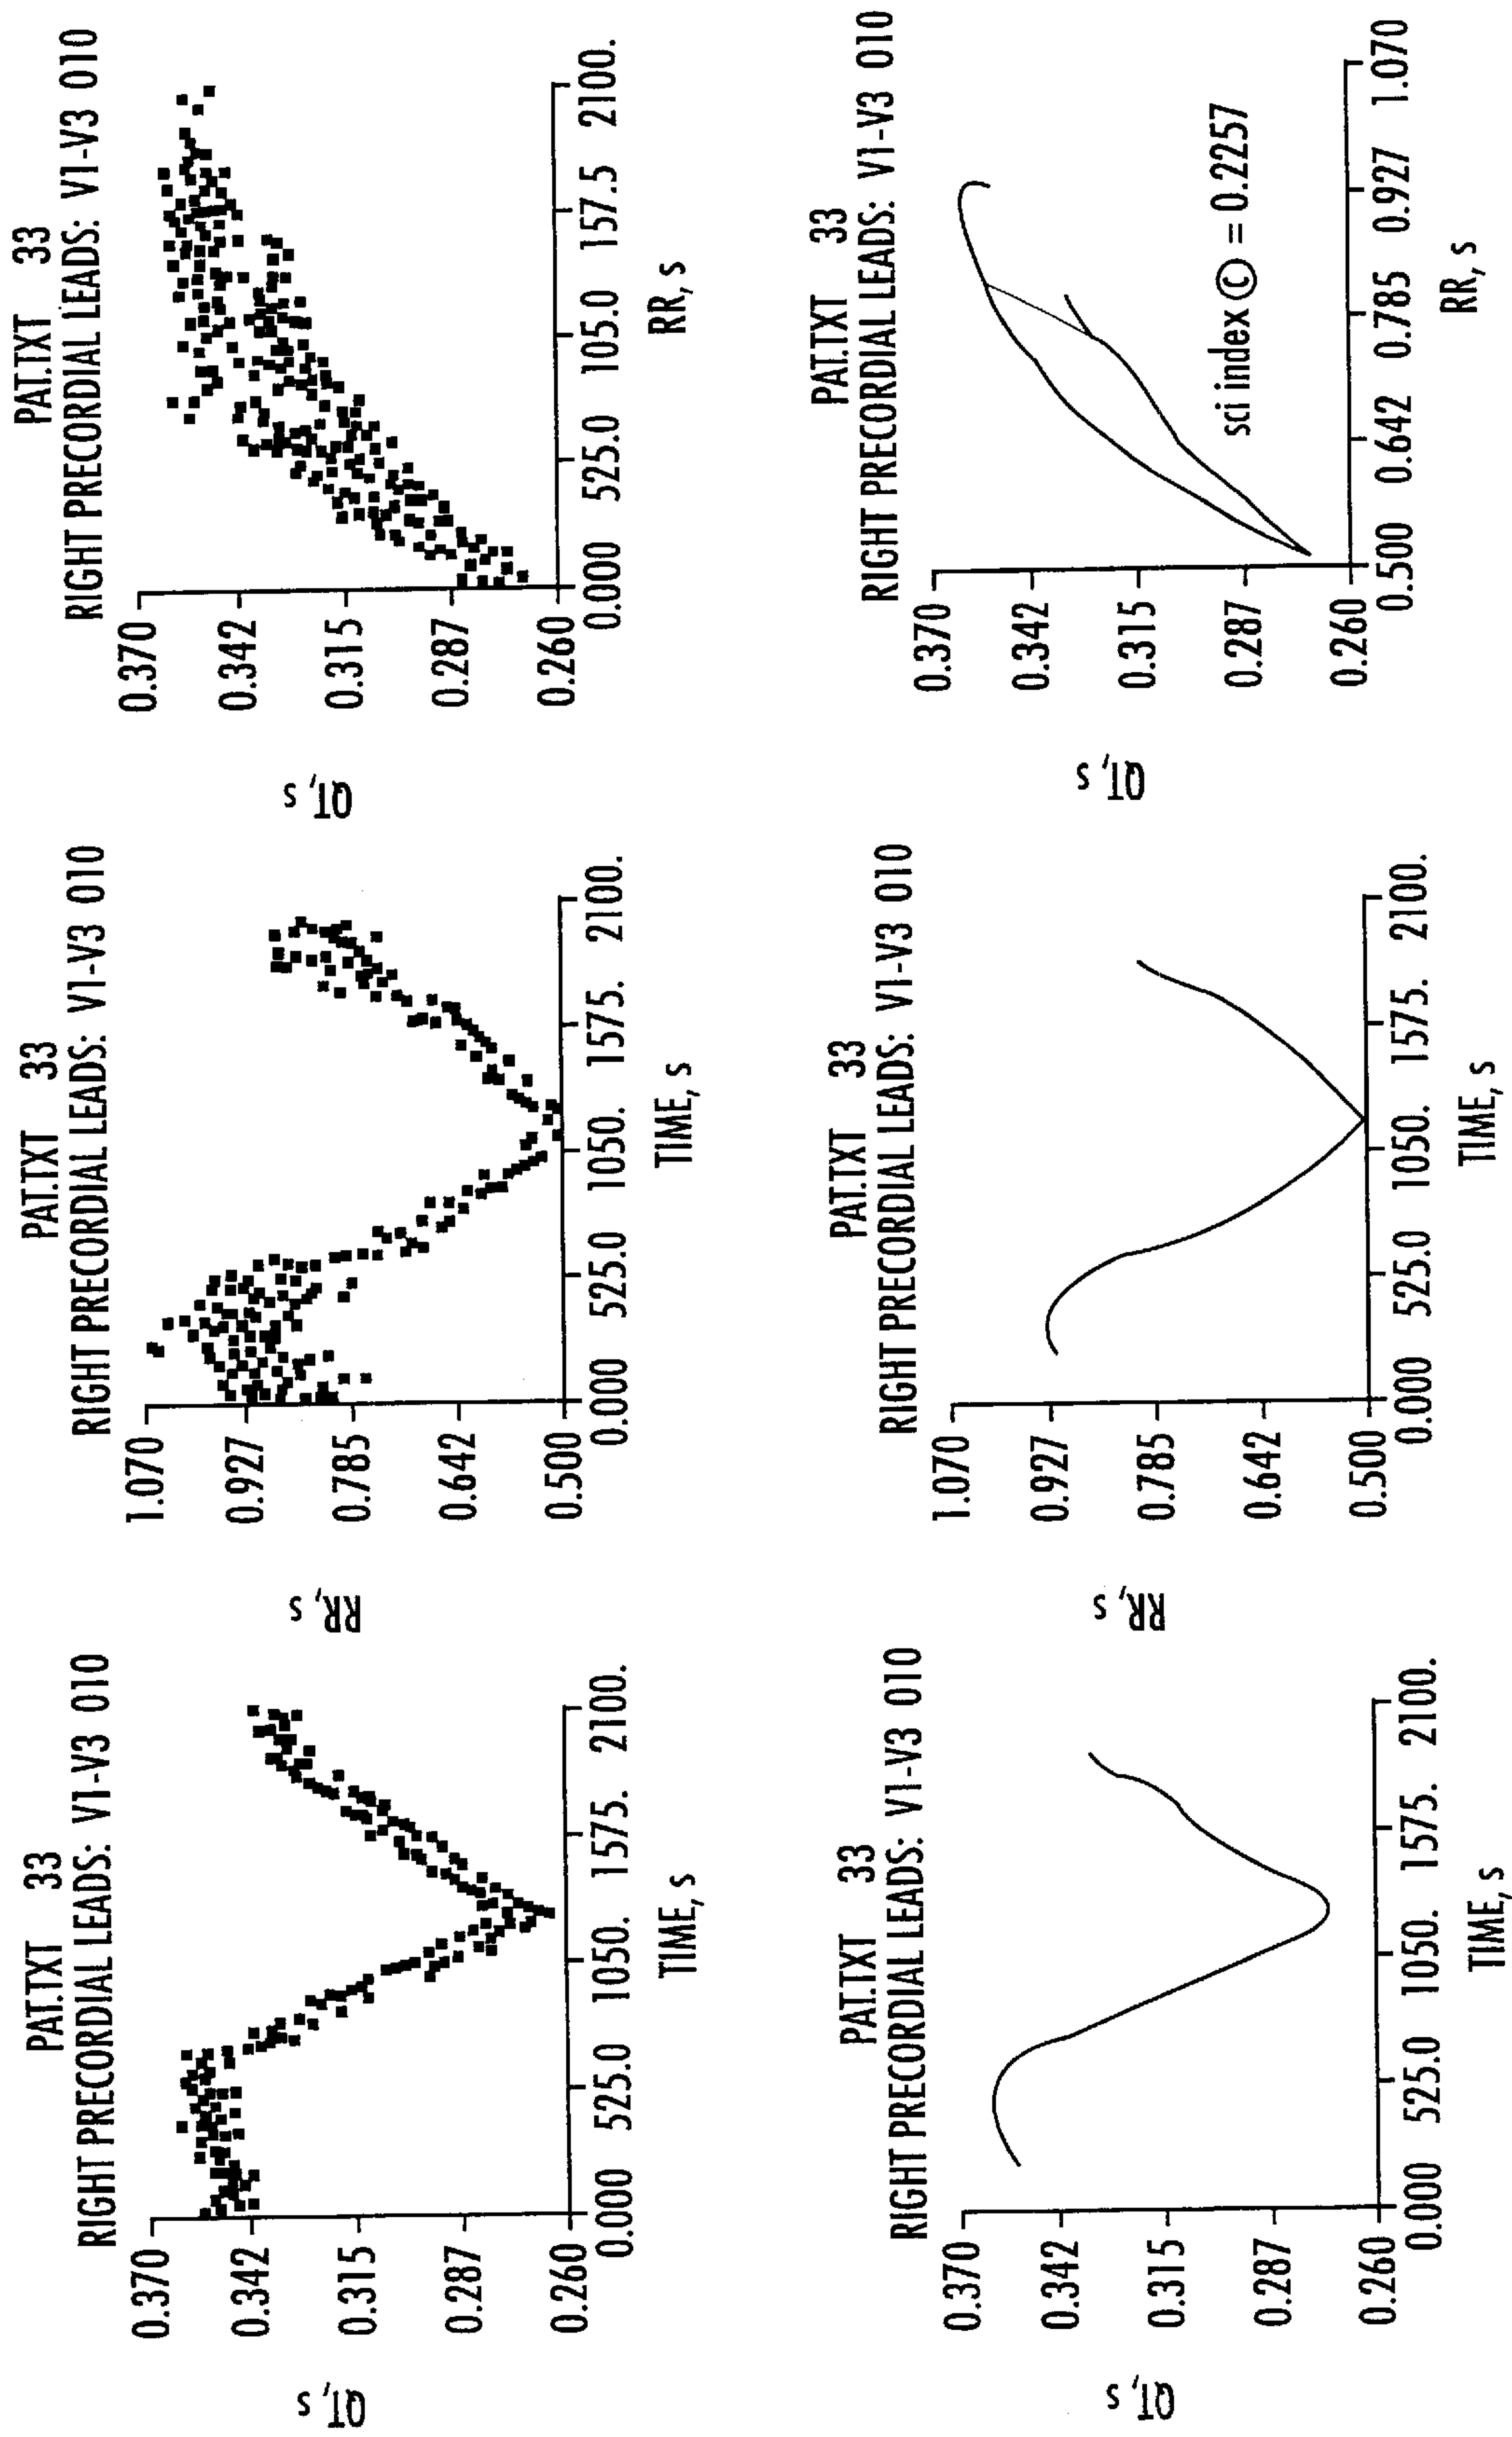 PAT.TXT 33
RIGHT PRECORDIAL LEADS: V1-V3 010
0.370
0.342
0.315
0.287
0.260
QT, s
0.000 525.0 1050. 1575. 2100.
TIME, s
PAT.TXT 33
RIGHT PRECORDIAL LEADS: V1-V3 010
1.070
0.927
0.785
0.642
0.500
RR, s
0.000 525.0 1050. 1575. 2100.
TIME, s
PAT.TXT 33
RIGHT PRECORDIAL LEADS: V1-V3 010
0.370
0.342
0.315
0.287
0.260
QT, s
0.000 525.0 105.0 157.5 2100.
RR, s
PAT.TXT 33
RIGHT PRECORDIAL LEADS: V1-V3 010
0.370
0.342
0.315
0.287
0.260
QT, s
0.000 525.0 1050. 1575. 2100.
TIME, s
PAT.TXT 33
RIGHT PRECORDIAL LEADS: V1-V3 010
1.070
0.927
0.785
0.642
0.500
RR, s
0.000 525.0 1050. 1575. 2100.
TIME, s
PAT.TXT 33
RIGHT PRECORDIAL LEADS: V1-V3 010
0.370
0.342
0.315
0.287
0.260
QT, s
sci index © = 0.2257
0.500 0.642 0.785 0.927 1.070
RR, s